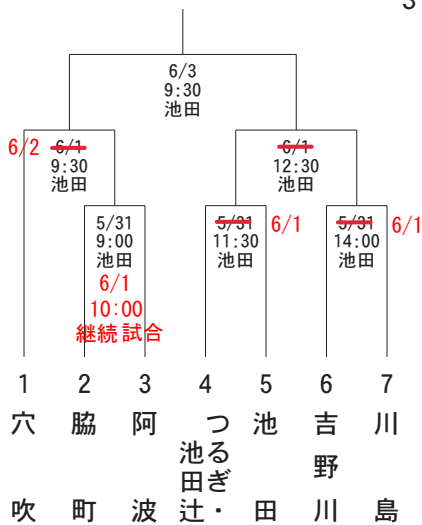 3
6/3
9:30
池田
6/2
6/1
9:30
池田
6/1
12:30
池田
5/31
9:00
池田
6/1
10:00
継続試合
5/31
11:30
池田
6/1
5/31
14:00
池田
6/1
1 2 3 4 5 6 7
穴吹
脇町
阿波
つるぎ・
池田辻
池田
吉野川
川島